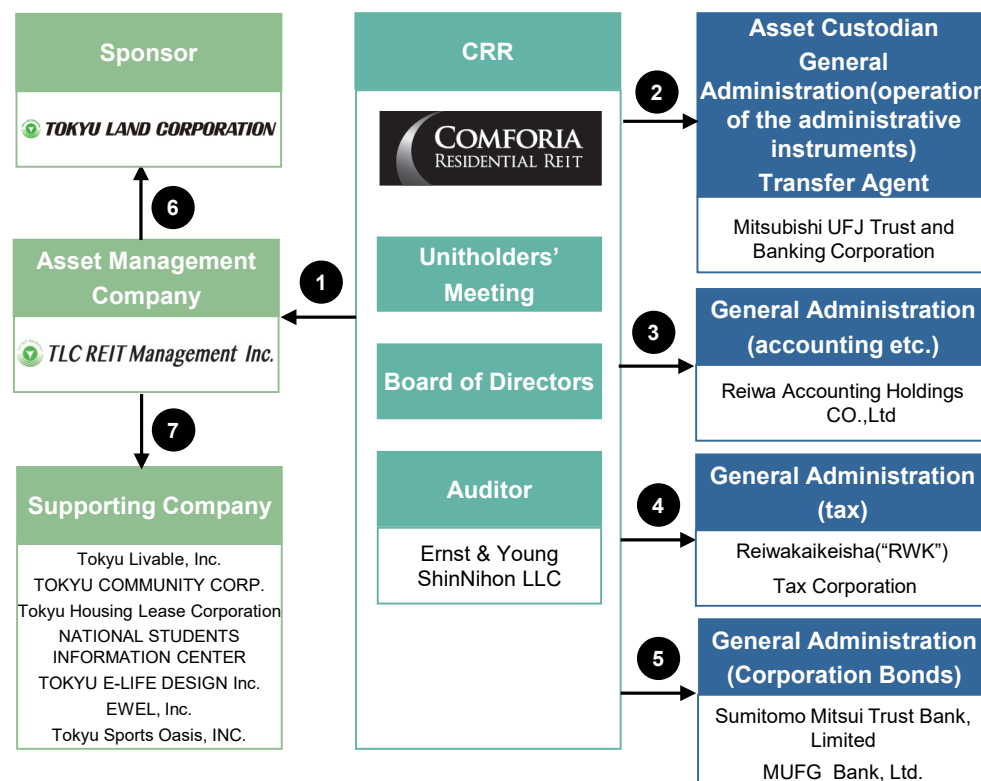 Sponsor
TOKYU LAND CORPORATION
6
Asset Management
Company
TLC REIT Management Inc.
7
Supporting Company
Tokyu Livable, Inc.
TOKYU COMMUNITY CORP.
Tokyu Housing Lease Corporation
NATIONAL STUDENTS
INFORMATION CENTER
TOKYU E-LIFE DESIGN Inc.
EWEL, Inc.
Tokyu Sports Oasis, INC.
1
CRR
COMFORIA
RESIDENTIAL REIT
Unitholders’
Meeting
Board of Directors
Auditor
Ernst & Young
ShinNihon LLC
2
Asset Custodian
General
Administration(operation
of the administrative
instruments)
Transfer Agent
Mitsubishi UFJ Trust and
Banking Corporation
3
General Administration
(accounting etc.)
Reiwa Accounting Holdings
CO.,Ltd
4
General Administration
(tax)
Reiwakaikeisha(“RWK”)
Tax Corporation
5
General Administration
(Corporation Bonds)
Sumitomo Mitsui Trust Bank,
Limited
MUFG Bank, Ltd.